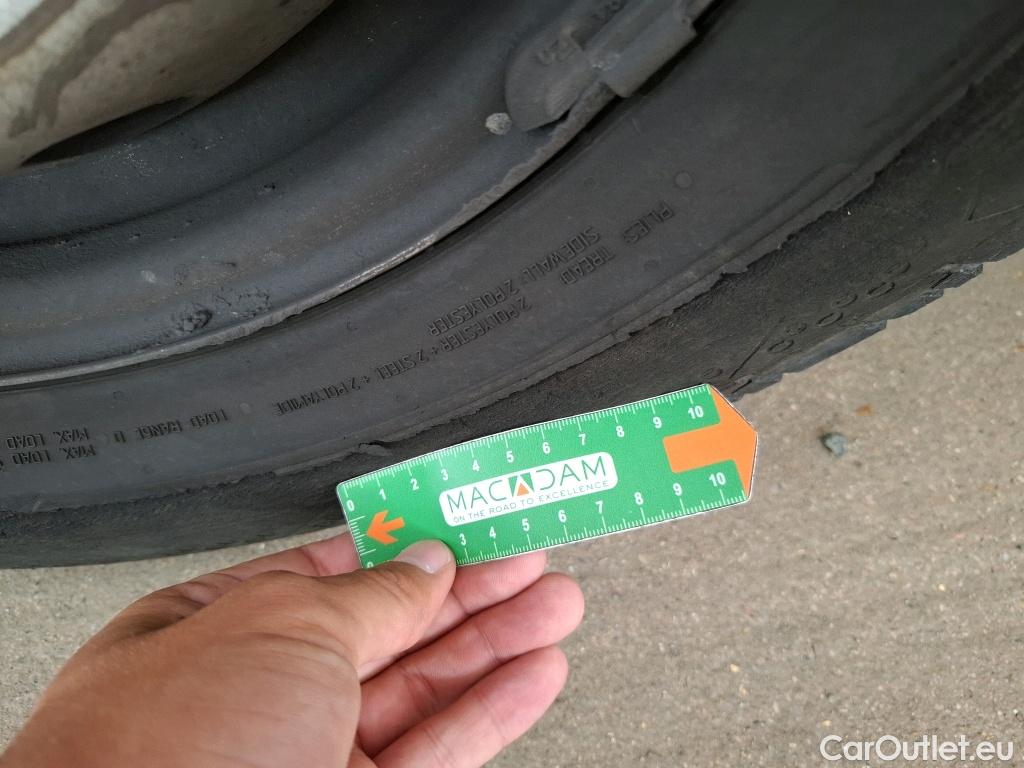 PLIES: TREAD: 2 POLYESTER + 2 STEEL + 2 POLYAMIDE
SIDEWALL: 2 POLYESTER
LOAD RANGE D
MAX. LOAD
MAX. LOAD
0 1 2 3 4 5 6 7 8 9 10
MACADAM
ON THE ROAD TO EXCELLENCE
3 4 5 6 7 8 9 10
CarOutlet.eu